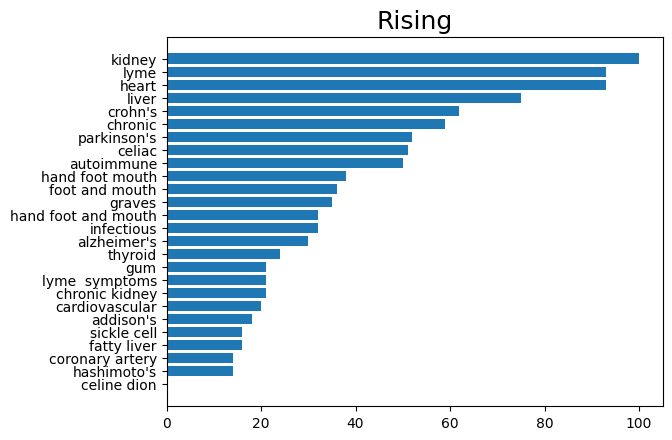 Rising
kidney
lyme
heart
liver
crohn's
chronic
parkinson's
celiac
autoimmune
hand foot mouth
foot and mouth
graves
hand foot and mouth
infectious
alzheimer's
thyroid
gum
lyme  symptoms
chronic kidney
cardiovascular
addison's
sickle cell
fatty liver
coronary artery
hashimoto's
celine dion
0 20 40 60 80 100